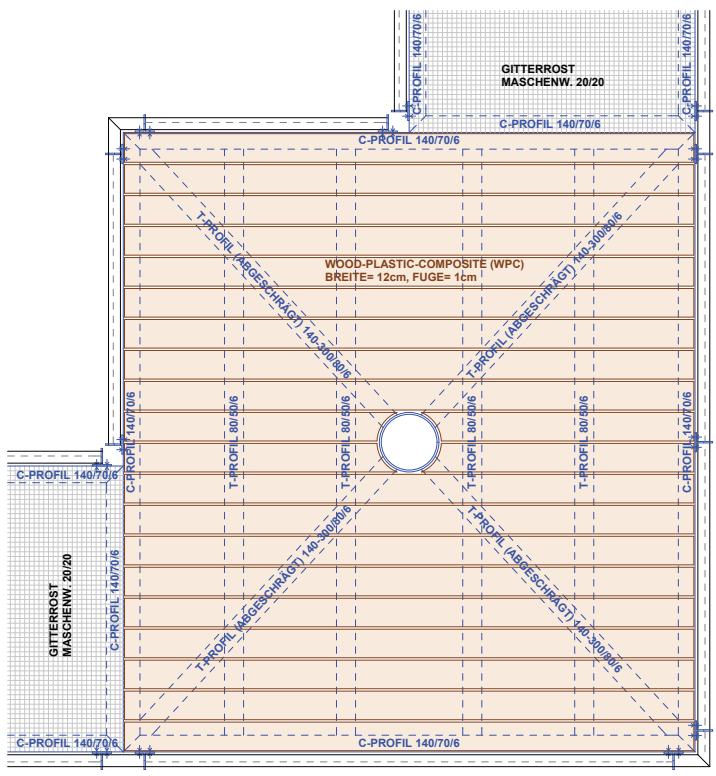 C-PROFIL 140/70/6
C-PROFIL 140/70/6
GITTERROST
MASCHENW. 20/20
C-PROFIL 140/70/6
C-PROFIL 140/70/6
T-PROFIL (ABGESCHRÄGT) 140-300/80/6
T-PROFIL (ABGESCHRÄGT) 140-300/80/6
WOOD-PLASTIC-COMPOSITE (WPC)
BREITE= 12cm, FUGE= 1cm
C-PROFIL 140/70/6
T-PROFIL 80/50/6
T-PROFIL 80/50/6
T-PROFIL 80/50/6
T-PROFIL 80/50/6
C-PROFIL 140/70/6
C-PROFIL 140/70/6
GITTERROST
MASCHENW. 20/20
C-PROFIL 140/70/6
T-PROFIL (ABGESCHRÄGT) 140-300/80/6
T-PROFIL (ABGESCHRÄGT) 140-300/80/6
C-PROFIL 140/70/6
C-PROFIL 140/70/6